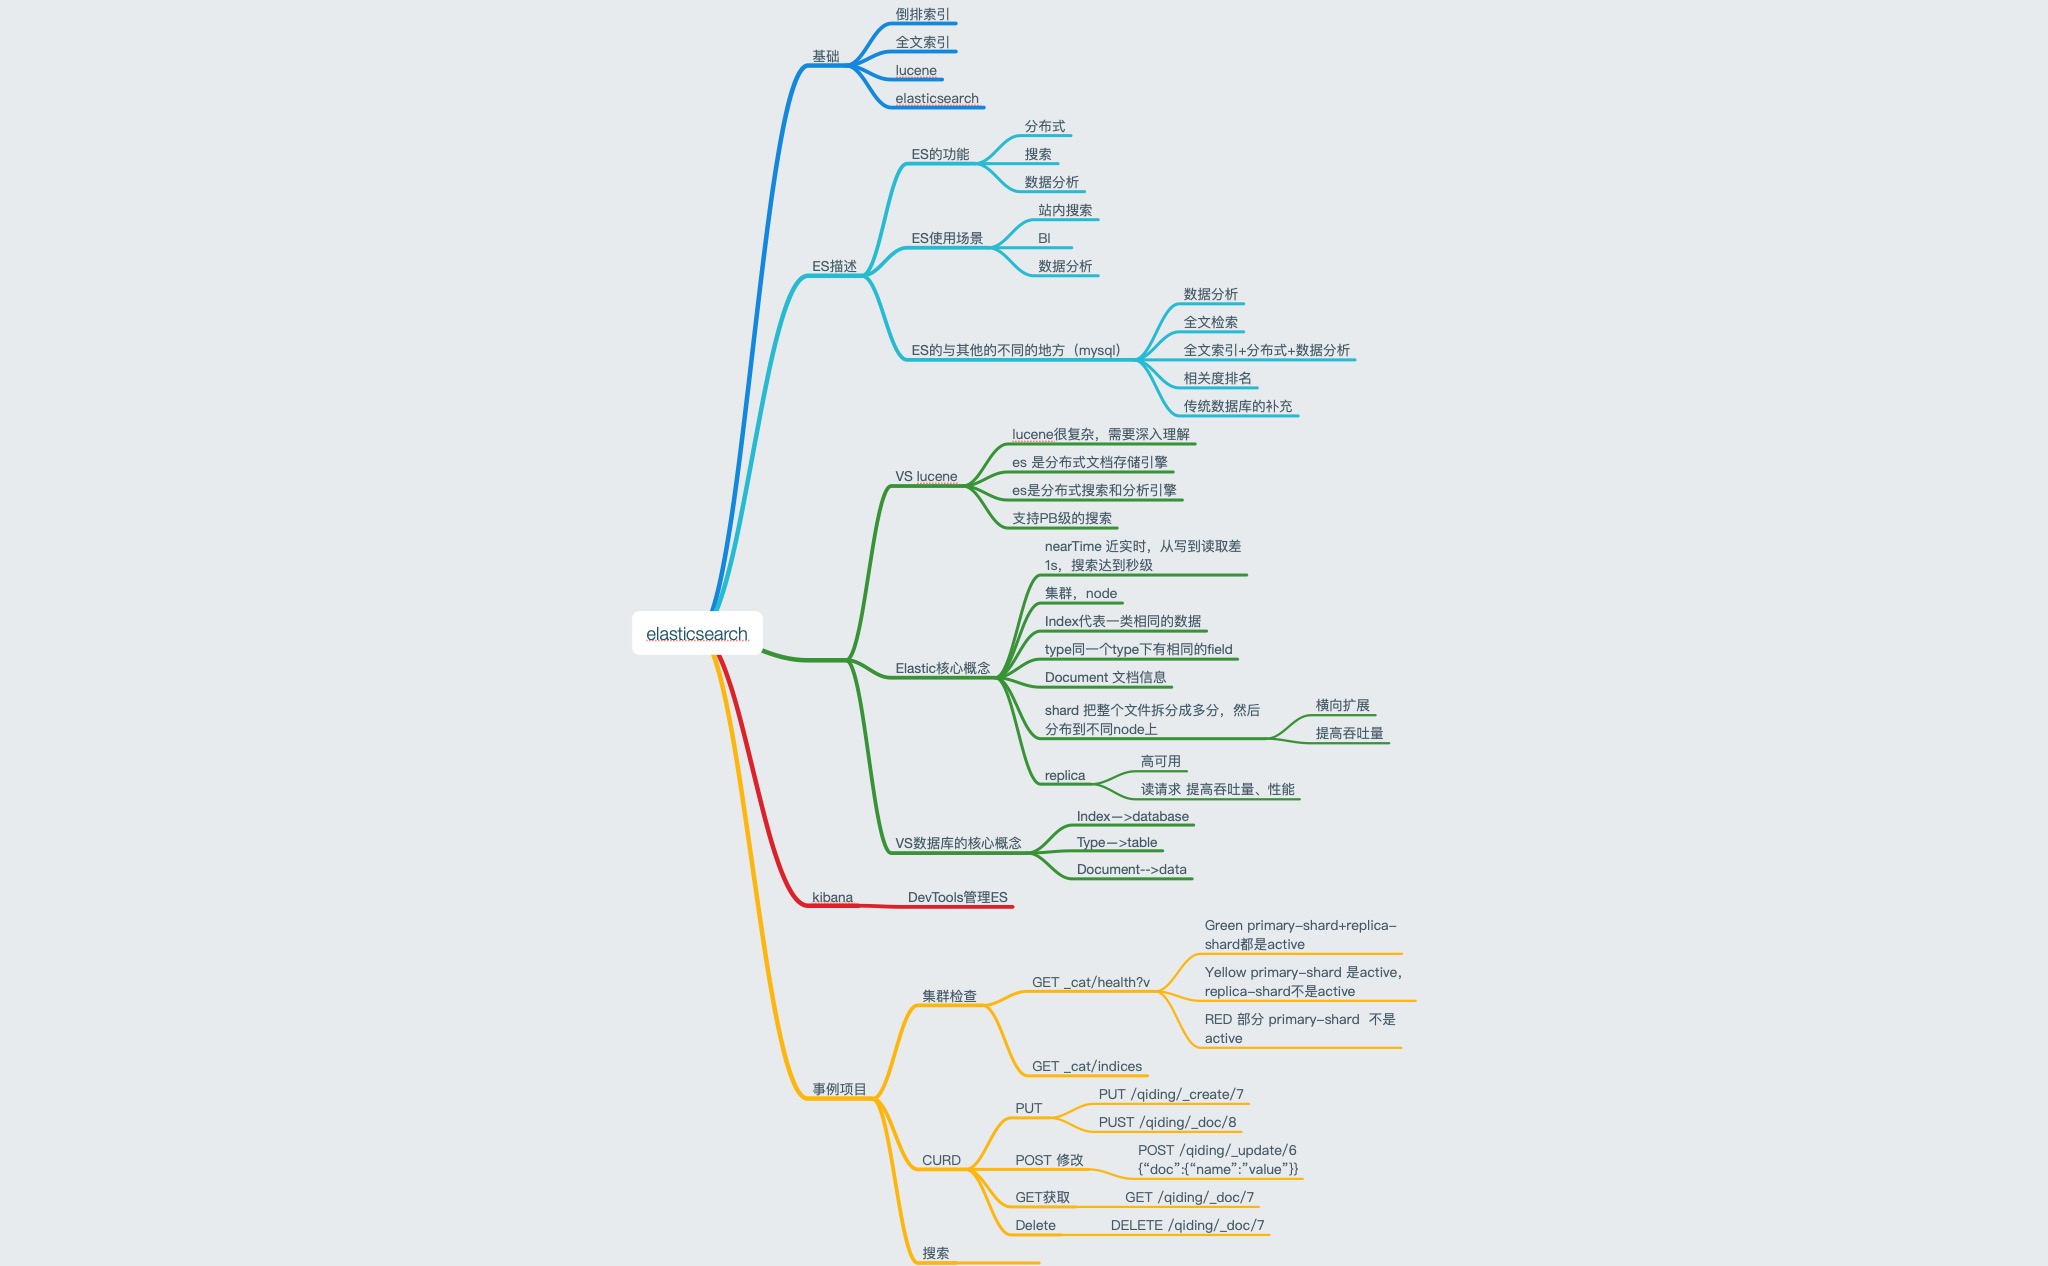 elasticsearch
基础
倒排索引
全文索引
lucene
elasticsearch
ES描述
ES的功能
分布式
搜索
数据分析
ES使用场景
站内搜索
BI
数据分析
ES的与其他的不同的地方（mysql）
数据分析
全文检索
全文索引+分布式+数据分析
相关度排名
传统数据库的补充
VS lucene
lucene很复杂，需要深入理解
es 是分布式文档存储引擎
es是分布式搜索和分析引擎
支持PB级的搜索
Elastic核心概念
nearTime 近实时，从写到读取差
1s，搜索达到秒级
集群，node
Index代表一类相同的数据
type同一个type下有相同的field
Document 文档信息
shard 把整个文件拆分成多分，然后
分布到不同node上
横向扩展
提高吞吐量
replica
高可用
读请求 提高吞吐量、性能
VS数据库的核心概念
Index—>database
Type—>table
Document-->data
kibana
DevTools管理ES
事例项目
集群检查
GET _cat/health?v
Green primary-shard+replica-
shard都是active
Yellow primary-shard 是active，
replica-shard不是active
RED 部分 primary-shard  不是
active
GET _cat/indices
CURD
PUT
PUT /qiding/_create/7
PUST /qiding/_doc/8
POST 修改
POST /qiding/_update/6
{“doc”:{“name”:”value”}}
GET获取
GET /qiding/_doc/7
Delete
DELETE /qiding/_doc/7
搜索